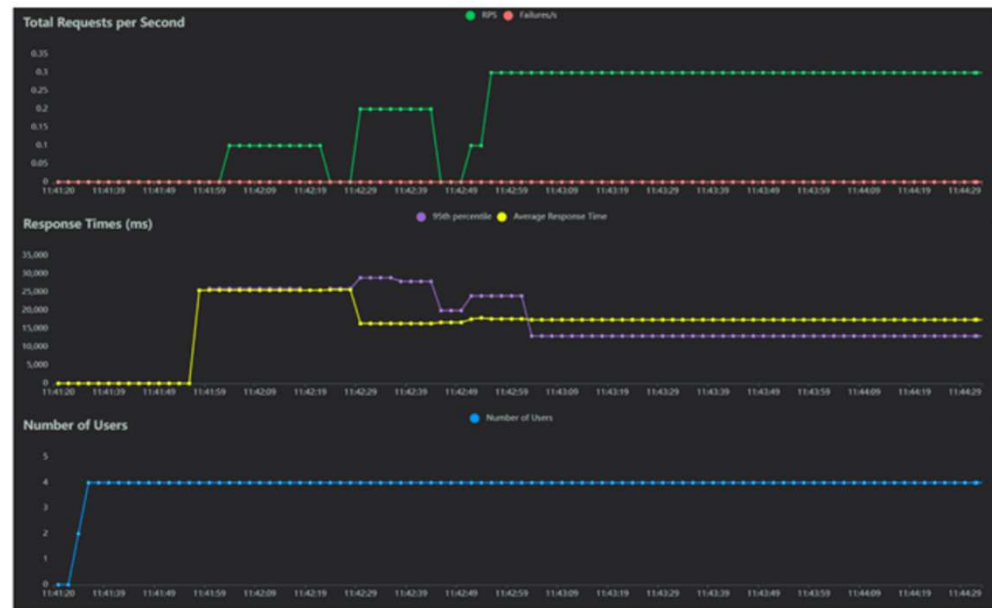 RPS Failures/s
Total Requests per Second
0.35
0.3
0.25
0.2
0.15
0.1
0.05
0
11:41:20 11:41:39 11:41:49 11:41:59 11:42:09 11:42:19 11:42:29 11:42:39 11:42:49 11:42:59 11:43:09 11:43:19 11:43:29 11:43:39 11:43:49 11:43:59 11:44:09 11:44:19 11:44:29
95th percentile Average Response Time
Response Times (ms)
35,000
30,000
25,000
20,000
15,000
10,000
5,000
0
11:41:20 11:41:39 11:41:49 11:41:59 11:42:09 11:42:19 11:42:29 11:42:39 11:42:49 11:42:59 11:43:09 11:43:19 11:43:29 11:43:39 11:43:49 11:43:59 11:44:09 11:44:19 11:44:29
Number of Users
Number of Users
5
4
3
2
1
0
11:41:20 11:41:39 11:41:49 11:41:59 11:42:09 11:42:19 11:42:29 11:42:39 11:42:49 11:42:59 11:43:09 11:43:19 11:43:29 11:43:39 11:43:49 11:43:59 11:44:09 11:44:19 11:44:29